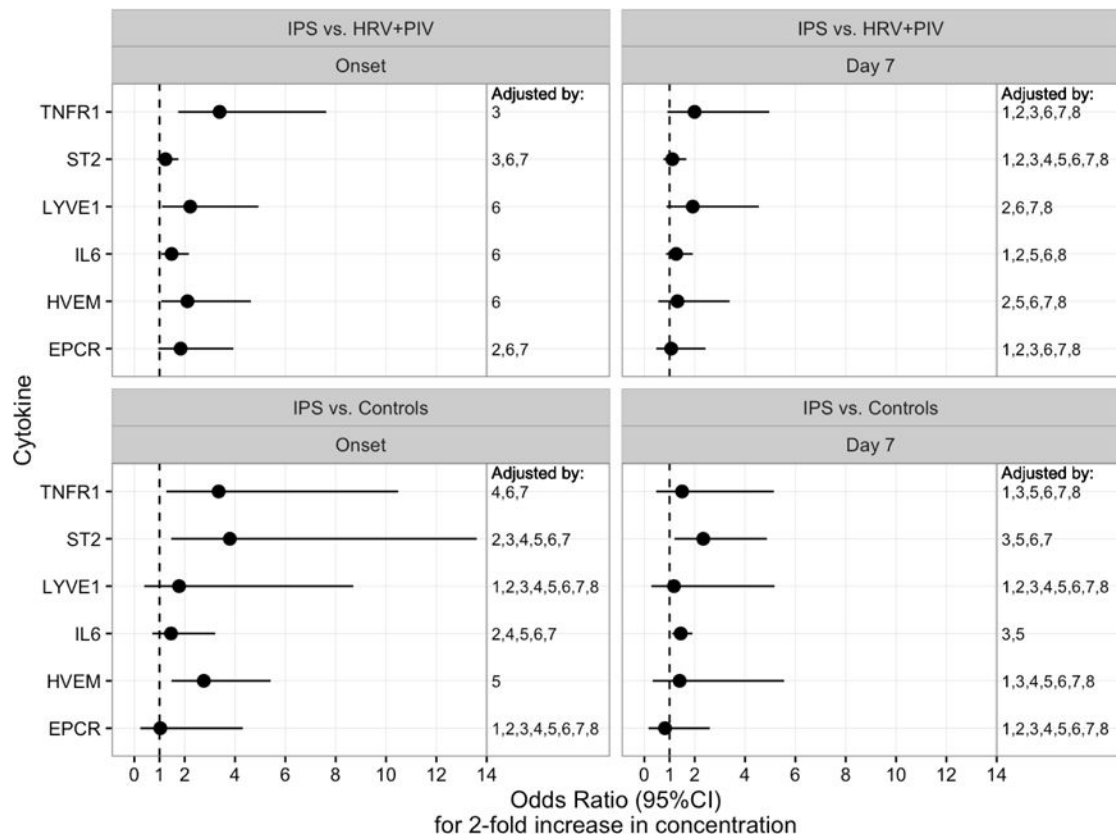 IPS vs. HRV+PIV
Onset
Adjusted by:
TNFR1 3
ST2 3,6,7
LYVE1 6
IL6 6
HVEM 6
EPCR 2,6,7
IPS vs. HRV+PIV
Day 7
Adjusted by:
1,2,3,6,7,8
1,2,3,4,5,6,7,8
2,6,7,8
1,2,5,6,8
2,5,6,7,8
1,2,3,6,7,8
Cytokine
IPS vs. Controls
Onset
Adjusted by:
TNFR1 4,6,7
ST2 2,3,4,5,6,7
LYVE1 1,2,3,4,5,6,7,8
IL6 2,4,5,6,7
HVEM 5
EPCR 1,2,3,4,5,6,7,8
0 1 2 4 6 8 10 12 14
IPS vs. Controls
Day 7
Adjusted by:
1,3,5,6,7,8
3,5,6,7
1,2,3,4,5,6,7,8
3,5
1,3,4,5,6,7,8
1,2,3,4,5,6,7,8
0 1 2 4 6 8 10 12 14
Odds Ratio (95%CI)
for 2-fold increase in concentration